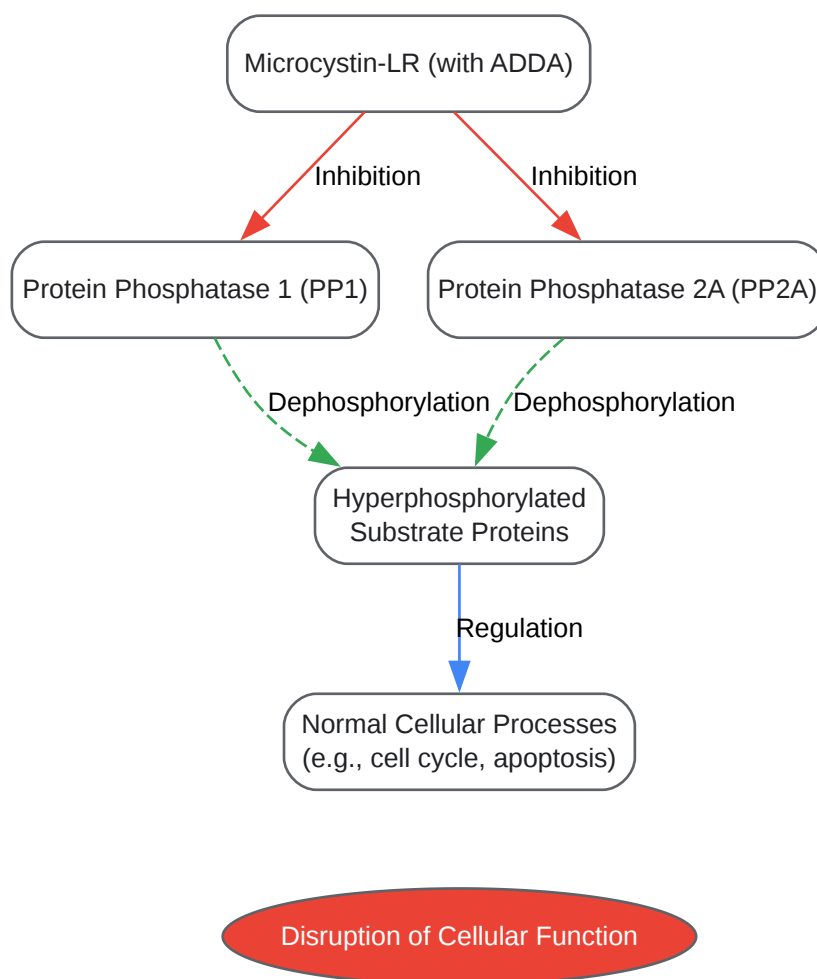 Microcystin-LR (with ADDA)
Inhibition
Inhibition
Protein Phosphatase 1 (PP1)
Protein Phosphatase 2A (PP2A)
Dephosphorylation
Dephosphorylation
Hyperphosphorylated
Substrate Proteins
Regulation
Normal Cellular Processes
(e.g., cell cycle, apoptosis)
Disruption of Cellular Function